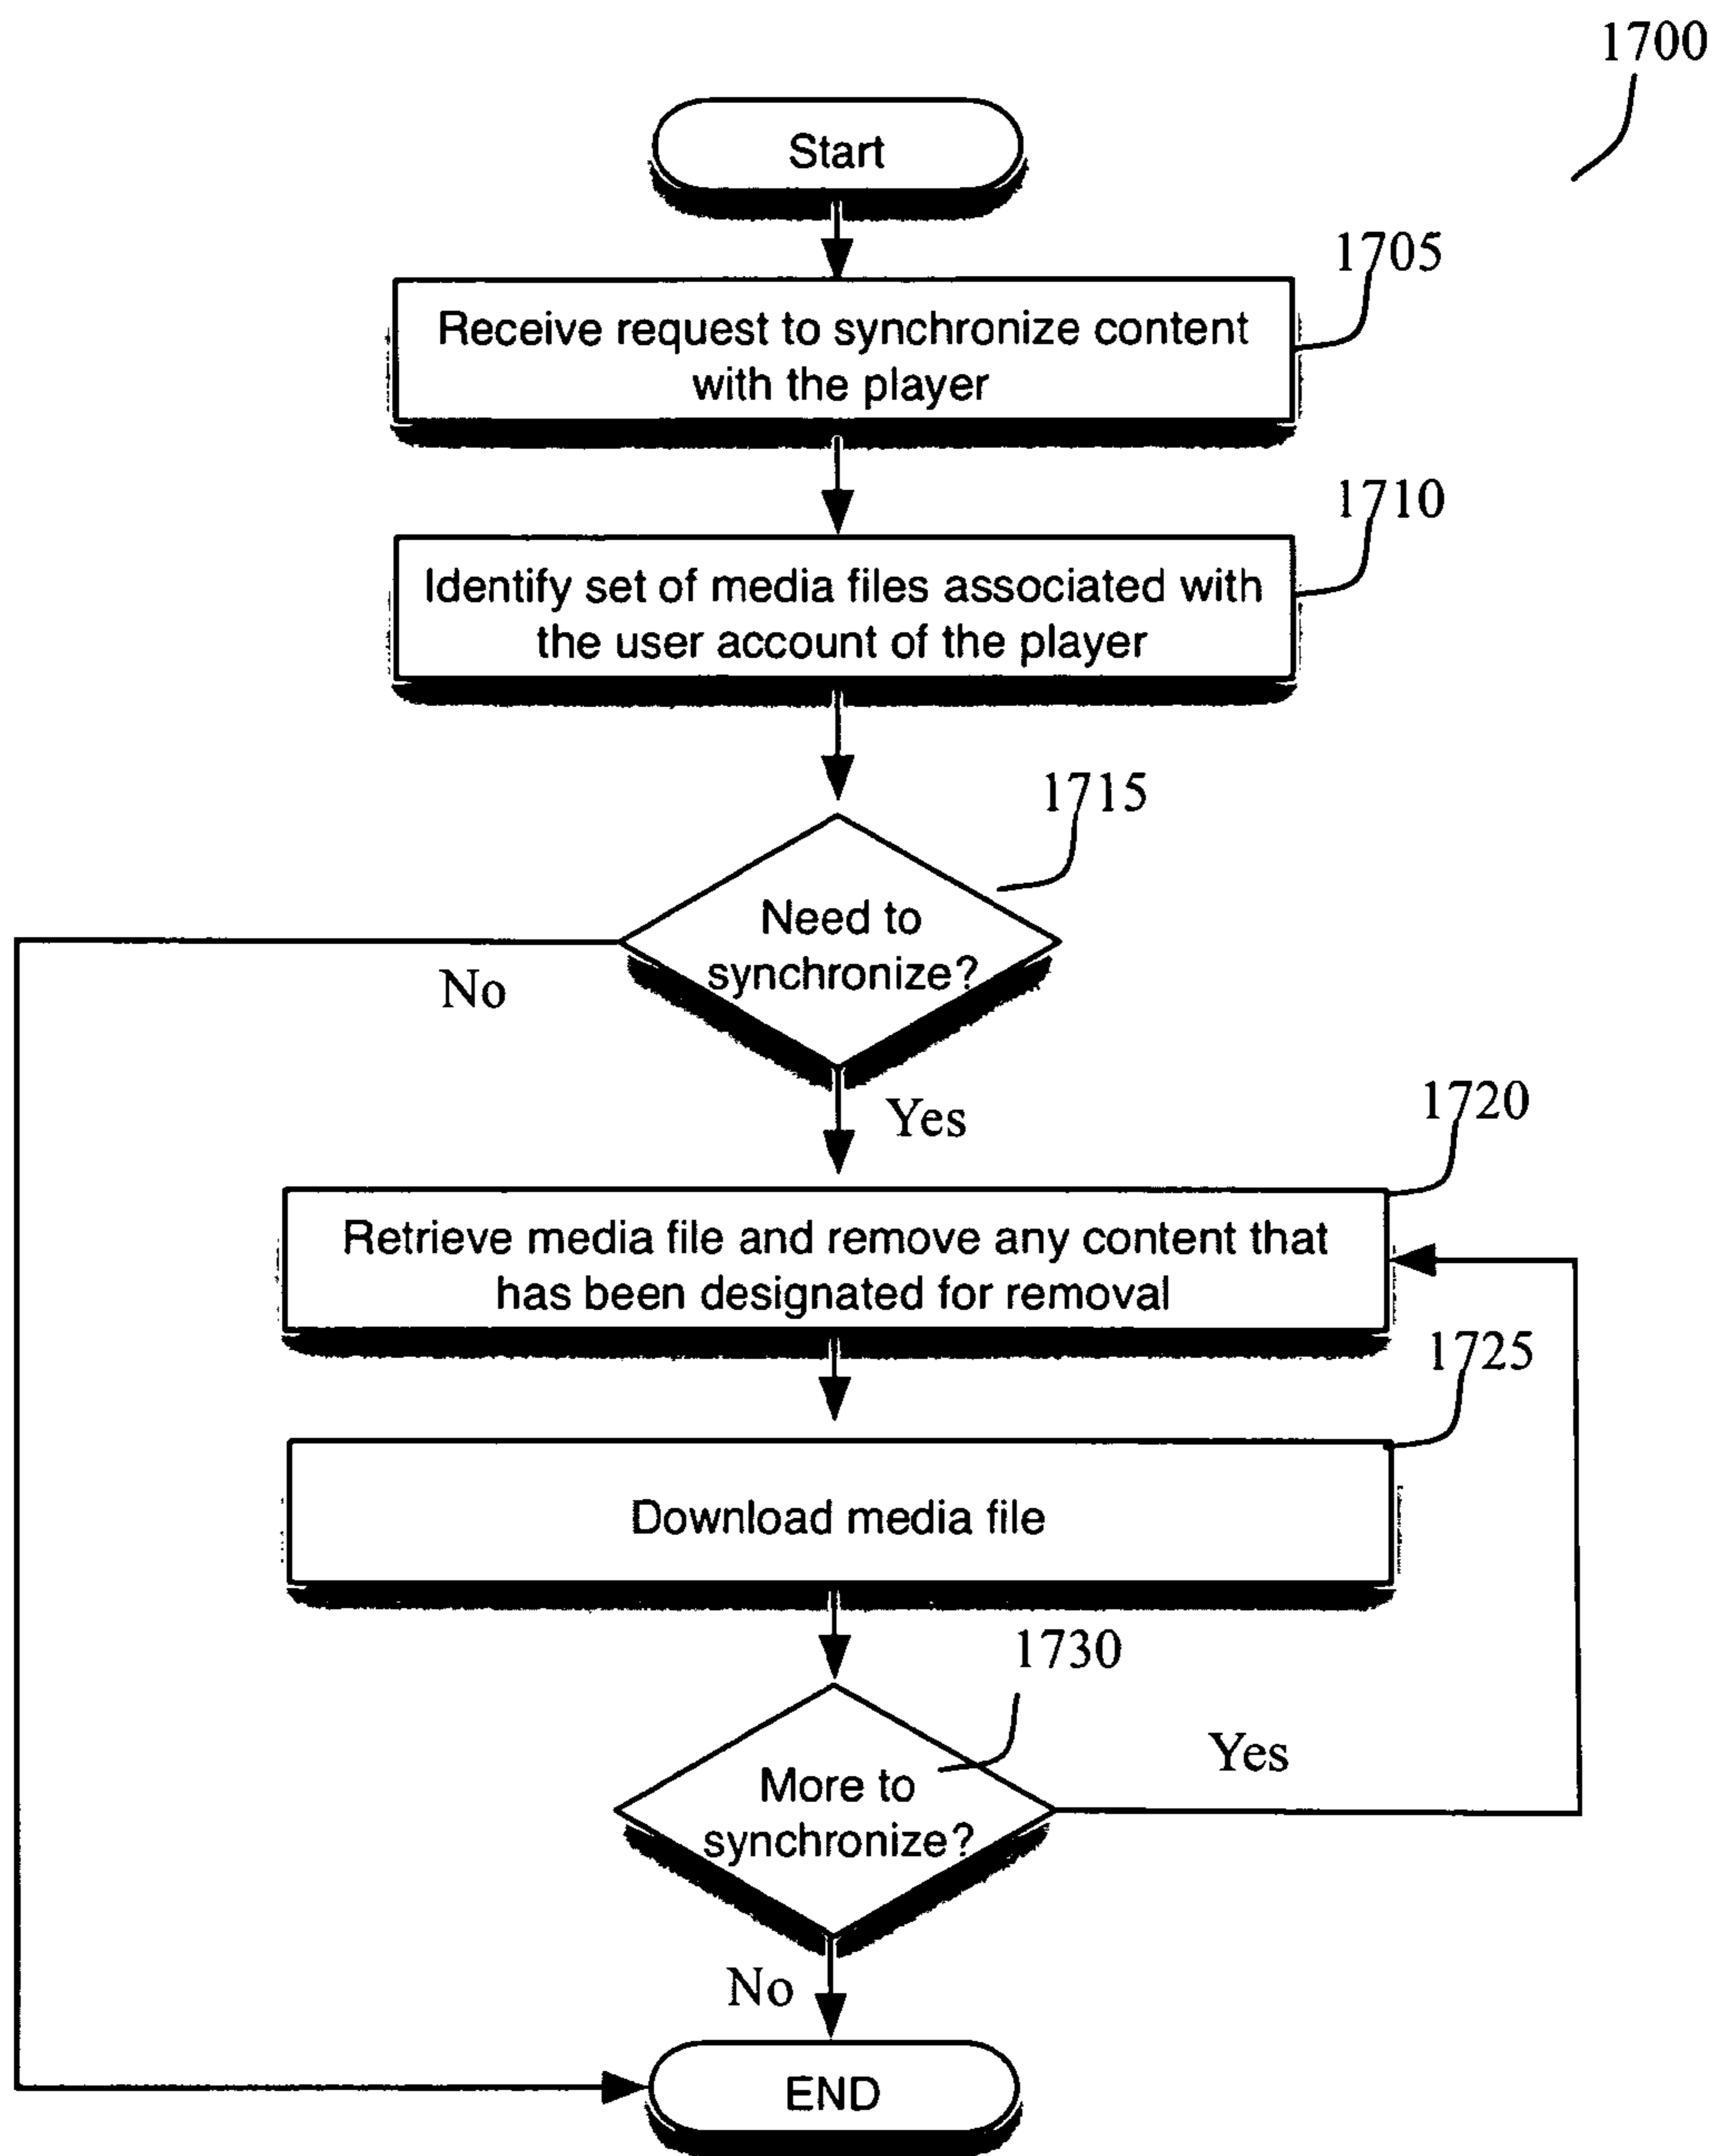 1700
Start
1705
Receive request to synchronize content
with the player
1710
Identify set of media files associated with
the user account of the player
1715
Need to
synchronize?
No
Yes
1720
Retrieve media file and remove any content that
has been designated for removal
1725
Download media file
1730
Yes
More to
synchronize?
No
END